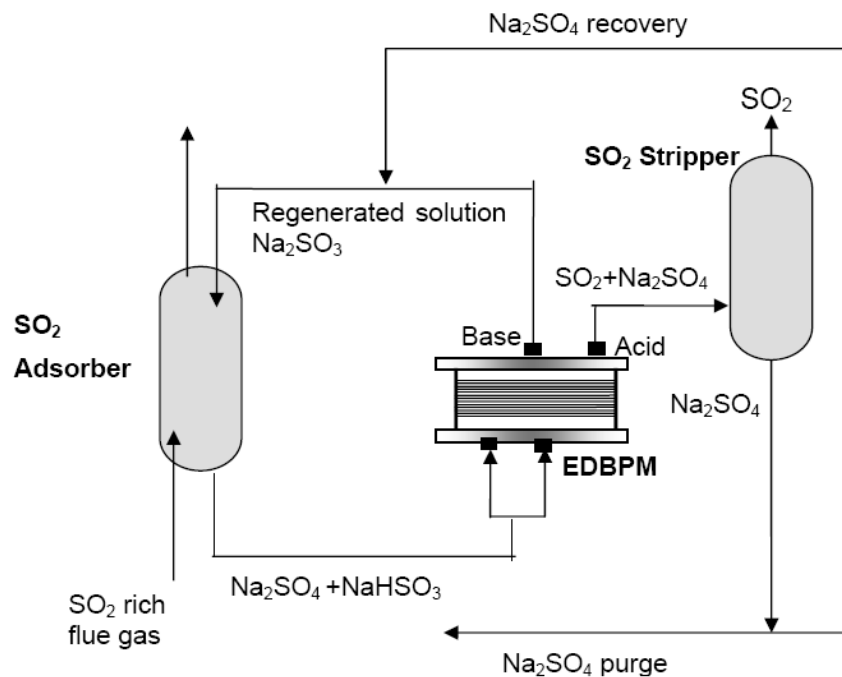 Na₂SO₄ recovery
SO₂
SO₂ Stripper
Regenerated solution
Na₂SO₃
SO₂+Na₂SO₄
SO₂
Adsorber
Base
Acid
Na₂SO₄
EDBPM
Na₂SO₄ +NaHSO₃
SO₂ rich
flue gas
Na₂SO₄ purge